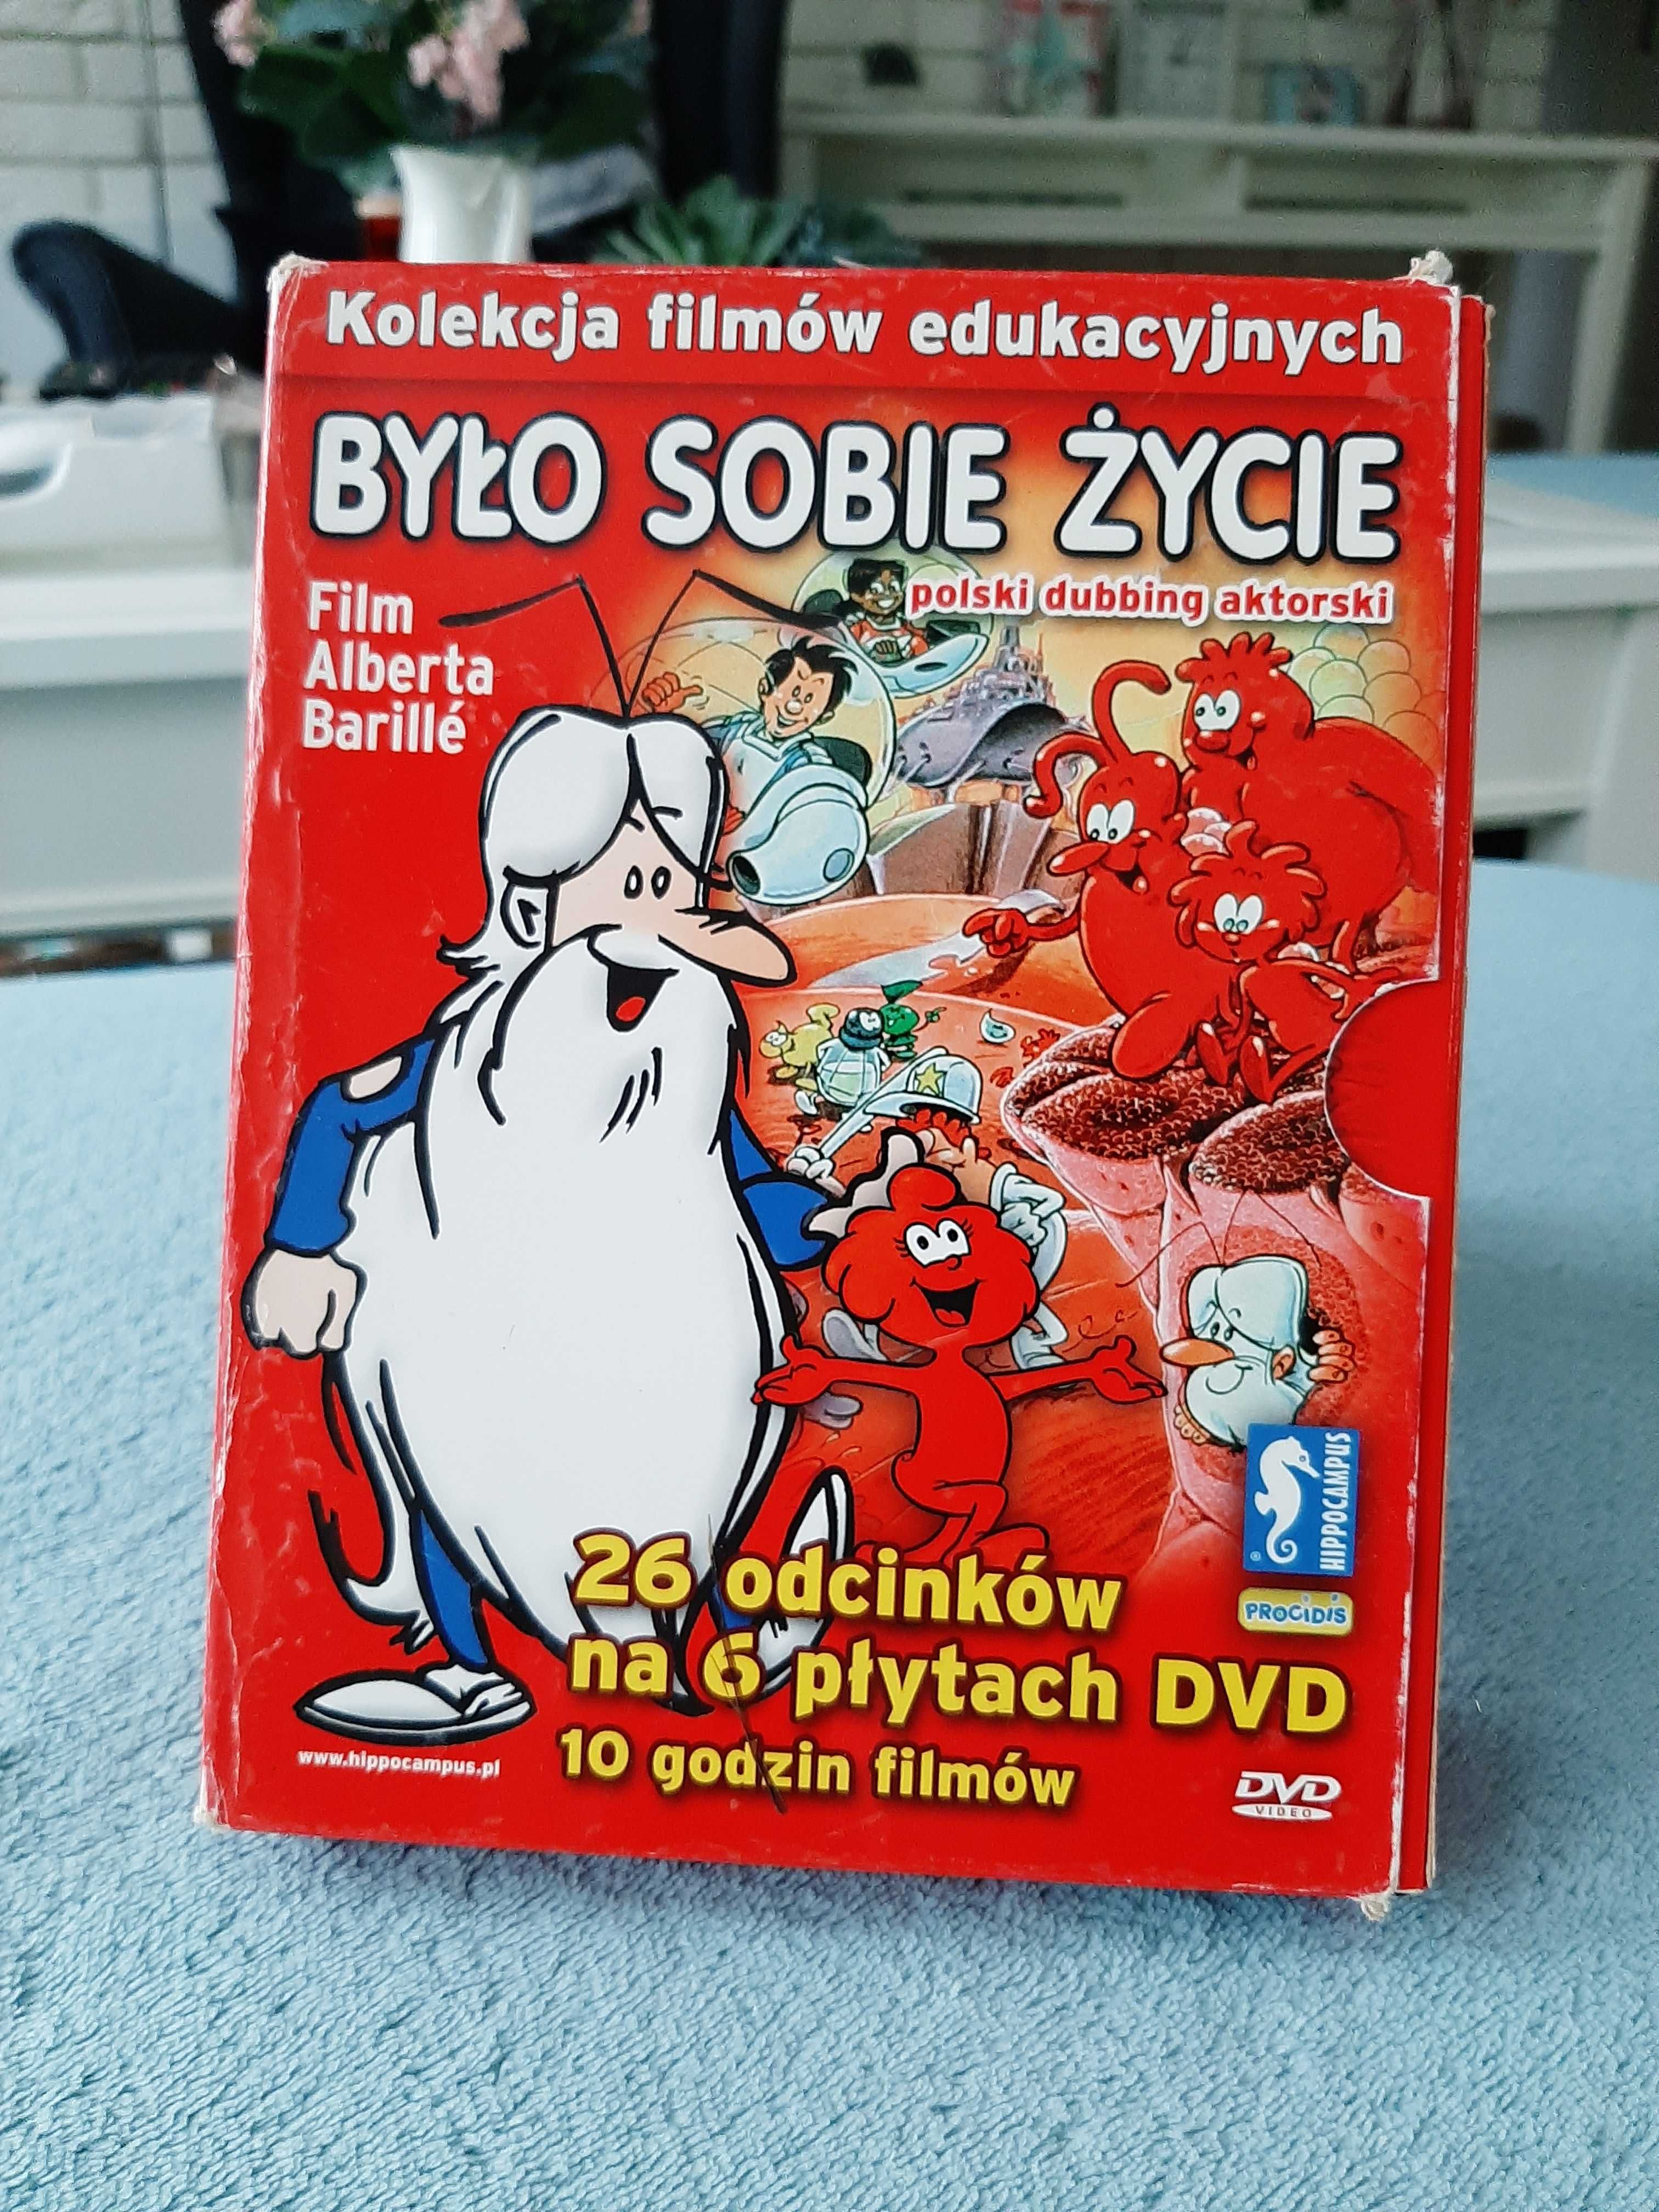 Kolekcja filmów edukacyjnych
BYŁO SOBIE ŻYCIE
polski dubbing aktorski
Film
Alberta
Barillé
HIPPOCAMPUS
®
PROCIDIS
26 odcinków
na 6 płytach DVD
10 godzin filmów
www.hippocampus.pl
DVD
VIDEO